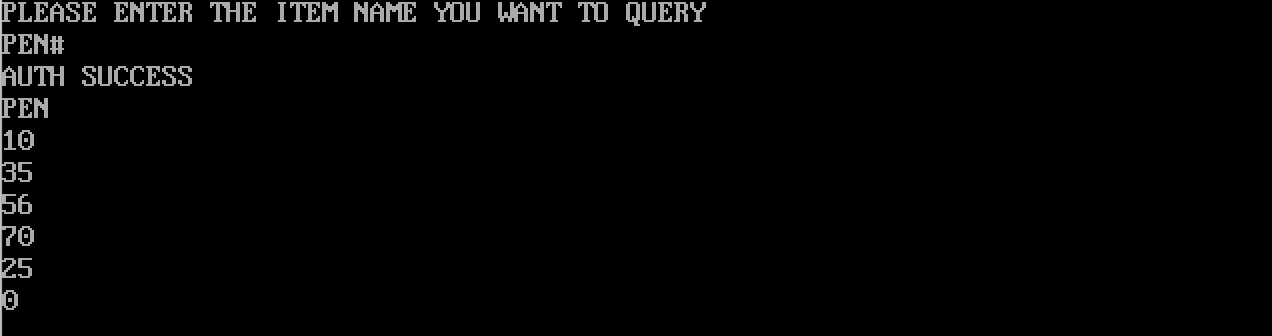 PLEASE ENTER THE ITEM NAME YOU WANT TO QUERY
PEN#
AUTH SUCCESS
PEN
10
35
56
70
25
0